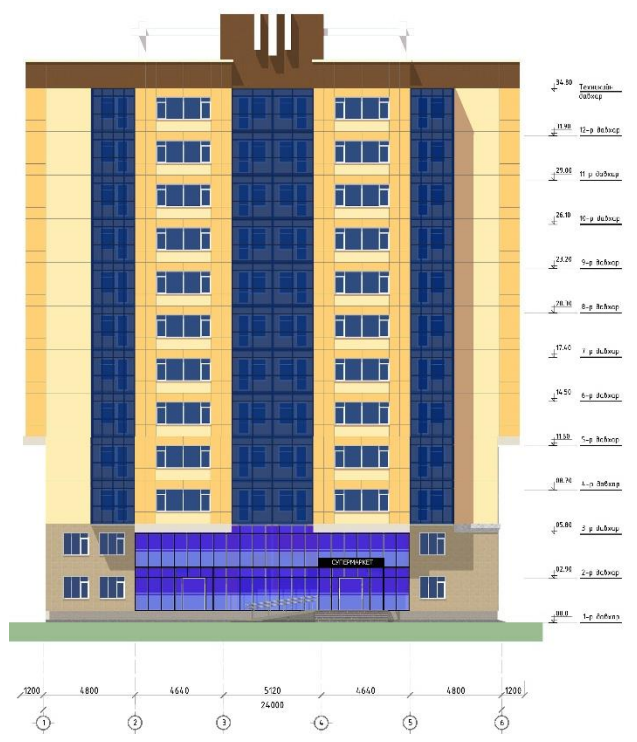 34.80 Техникийн давхар
31.90 12-р давхар
29.00 11-р давхар
26.10 10-р давхар
23.20 9-р давхар
20.30 8-р давхар
17.40 7-р давхар
14.50 6-р давхар
11.60 5-р давхар
08.70 4-р давхар
05.80 3-р давхар
СУПЕРМАРКЕТ
02.90 2-р давхар
00.0 1-р давхар
1200 4800 4640 5120 4640 4800 1200
24000
1 2 3 4 5 6